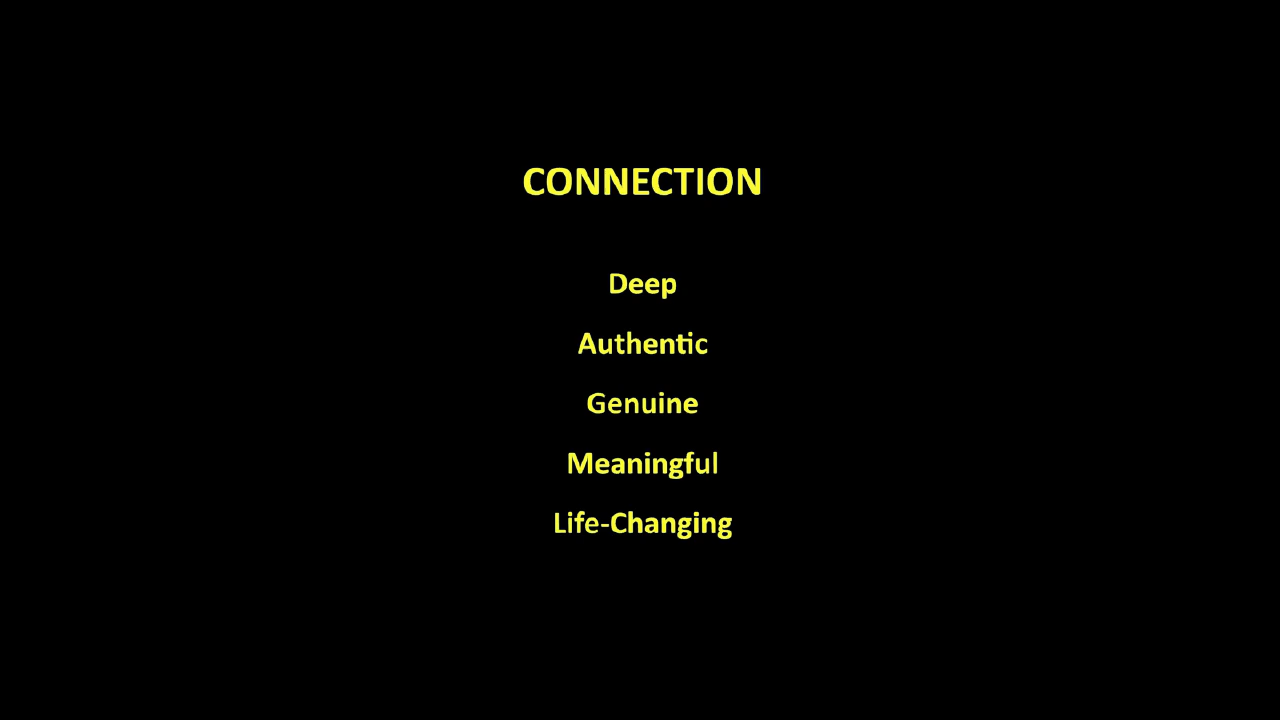 CONNECTION
Deep
Authentic
Genuine
Meaningful
Life-Changing